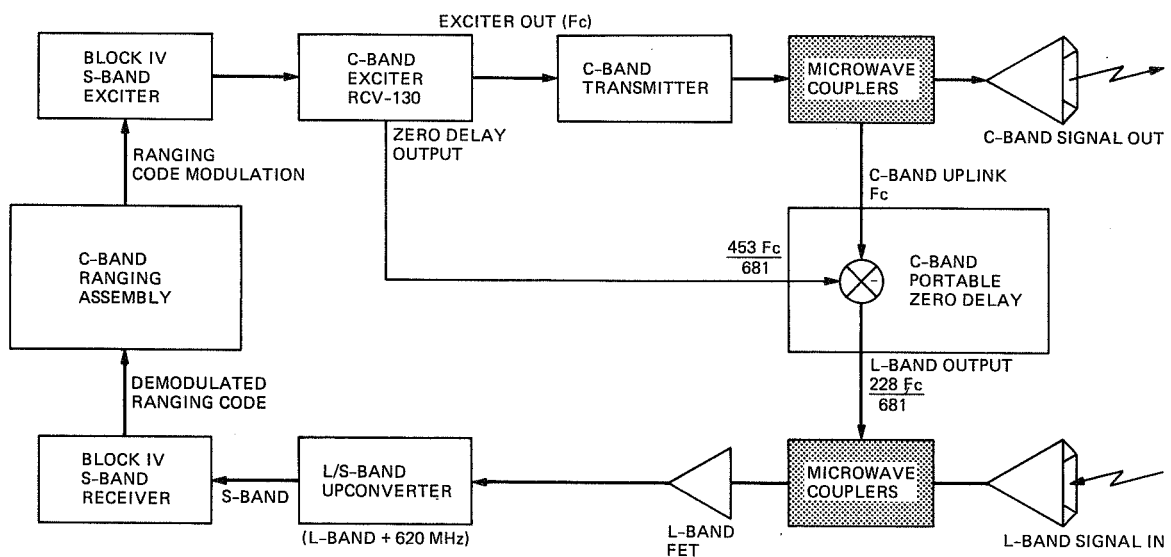 EXCITER OUT (Fc)
BLOCK IV
S-BAND
EXCITER
C-BAND
EXCITER
RCV-130
C-BAND
TRANSMITTER
MICROWAVE
COUPLERS
C-BAND SIGNAL OUT
ZERO DELAY
OUTPUT
RANGING
CODE MODULATION
C-BAND UPLINK
Fc
C-BAND
RANGING
ASSEMBLY
453 Fc
681
C-BAND
PORTABLE
ZERO DELAY
L-BAND OUTPUT
228 Fc
681
DEMODULATED
RANGING CODE
BLOCK IV
S-BAND
RECEIVER
S-BAND
L/S-BAND
UPCONVERTER
(L-BAND + 620 MHz)
L-BAND
FET
MICROWAVE
COUPLERS
L-BAND SIGNAL IN